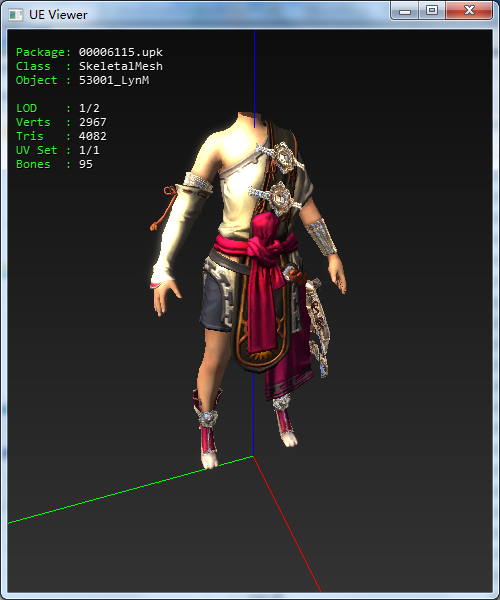 UE Viewer
Package: 00006115.upk
Class : SkeletalMesh
Object : 53001_LynM
LOD : 1/2
Verts : 2967
Tris : 4082
UV Set : 1/1
Bones : 95